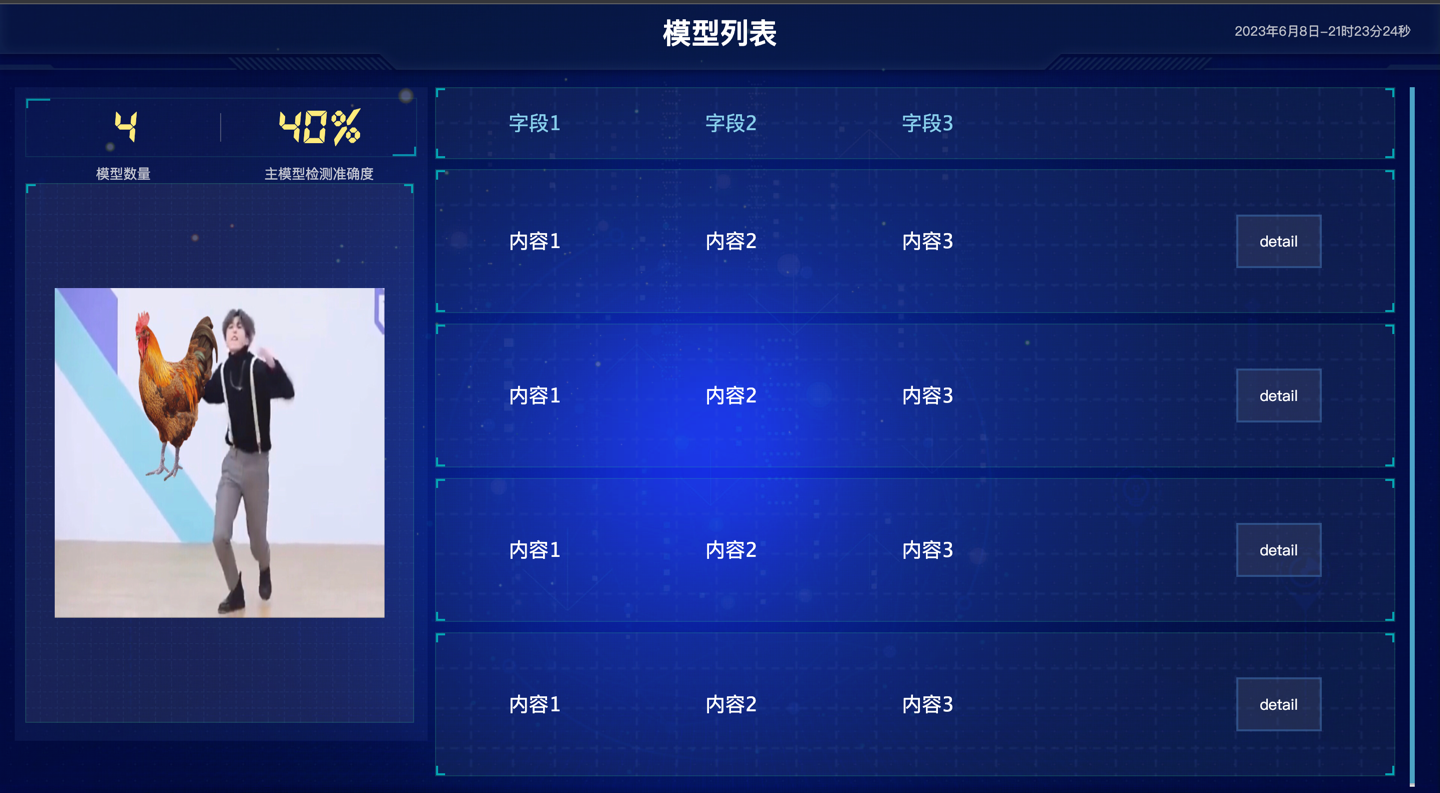 模型列表
2023年6月8日-21时23分24秒
4
40%
模型数量
主模型检测准确度
字段1 字段2 字段3
内容1 内容2 内容3 detail
内容1 内容2 内容3 detail
内容1 内容2 内容3 detail
内容1 内容2 内容3 detail